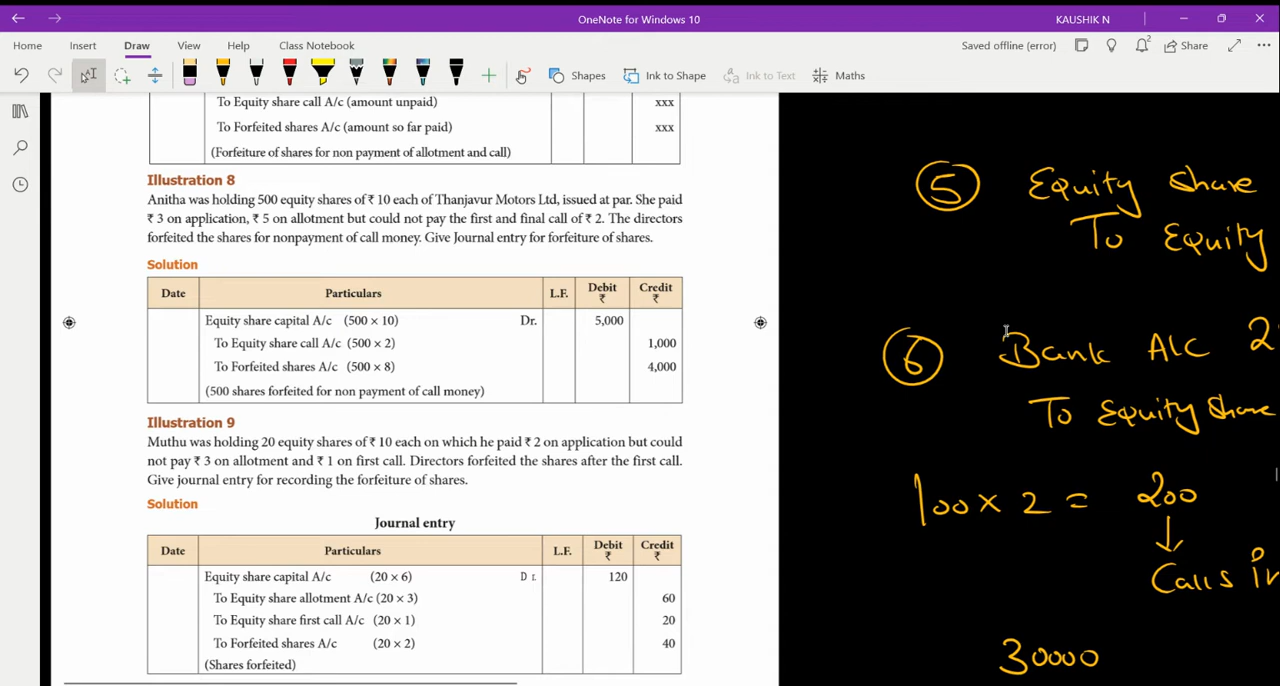 OneNote for Windows 10
KAUSHIK N
Home Insert Draw View Help Class Notebook
Saved offline (error)
2
Share
Shapes
Ink to Shape
Ink to Text
Maths
To Equity share call A/c (amount unpaid) xxx
To Forfeited shares A/c (amount so far paid) xxx
(Forfeiture of shares for non payment of allotment and call)
Illustration 8
Anitha was holding 500 equity shares of ₹ 10 each of Thanjavur Motors Ltd, issued at par. She paid
₹ 3 on application, ₹ 5 on allotment but could not pay the first and final call of ₹ 2. The directors
forfeited the shares for nonpayment of call money. Give Journal entry for forfeiture of shares.
Solution
Date Particulars L.F. Debit ₹ Credit ₹
Equity share capital A/c (500 × 10) Dr. 5,000
To Equity share call A/c (500 × 2) 1,000
To Forfeited shares A/c (500 × 8) 4,000
(500 shares forfeited for non payment of call money)
Illustration 9
Muthu was holding 20 equity shares of ₹ 10 each on which he paid ₹ 2 on application but could
not pay ₹ 3 on allotment and ₹ 1 on first call. Directors forfeited the shares after the first call.
Give journal entry for recording the forfeiture of shares.
Solution
Journal entry
Date Particulars L.F. Debit ₹ Credit ₹
Equity share capital A/c (20 × 6) D r. 120
To Equity share allotment A/c (20 × 3) 60
To Equity share first call A/c (20 × 1) 20
To Forfeited shares A/c (20 × 2) 40
(Shares forfeited)
5 Equity Share
To Equity
6 Bank A/C 2
To Equity Share
100 × 2 = 200
Calls in
30000